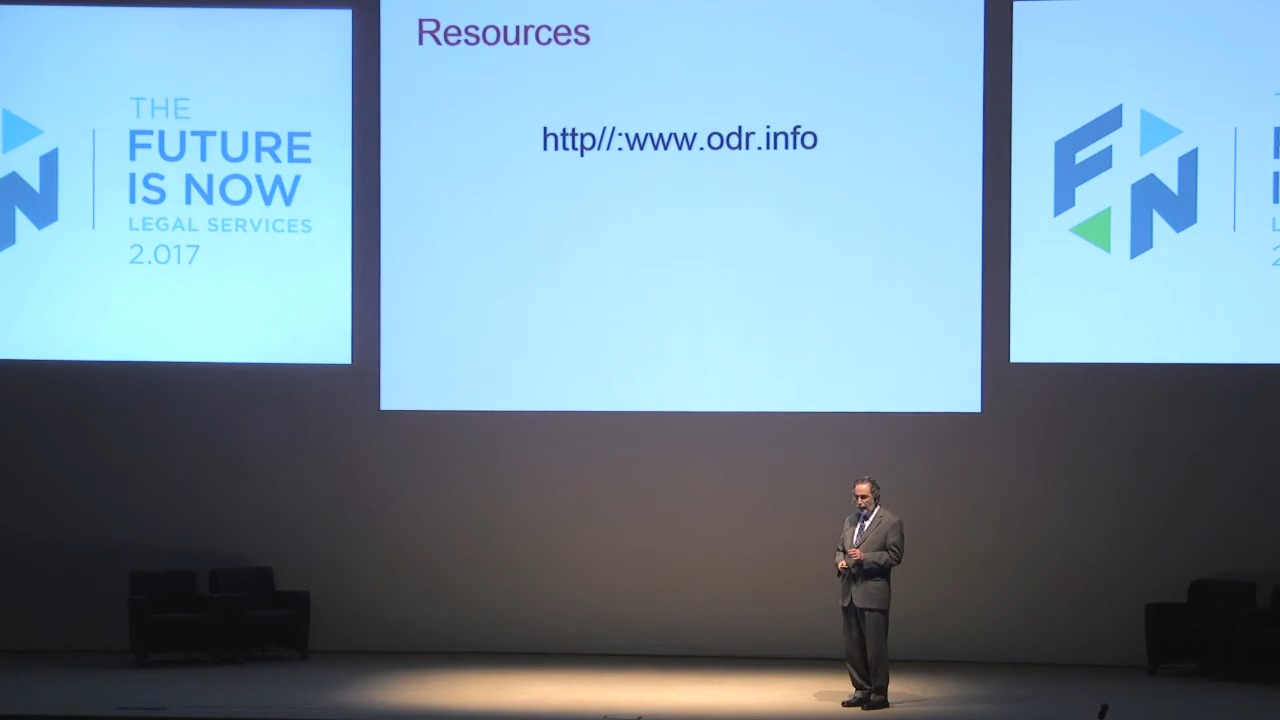 THE
FUTURE
IS NOW
LEGAL SERVICES
2.017
Resources
http//:www.odr.info